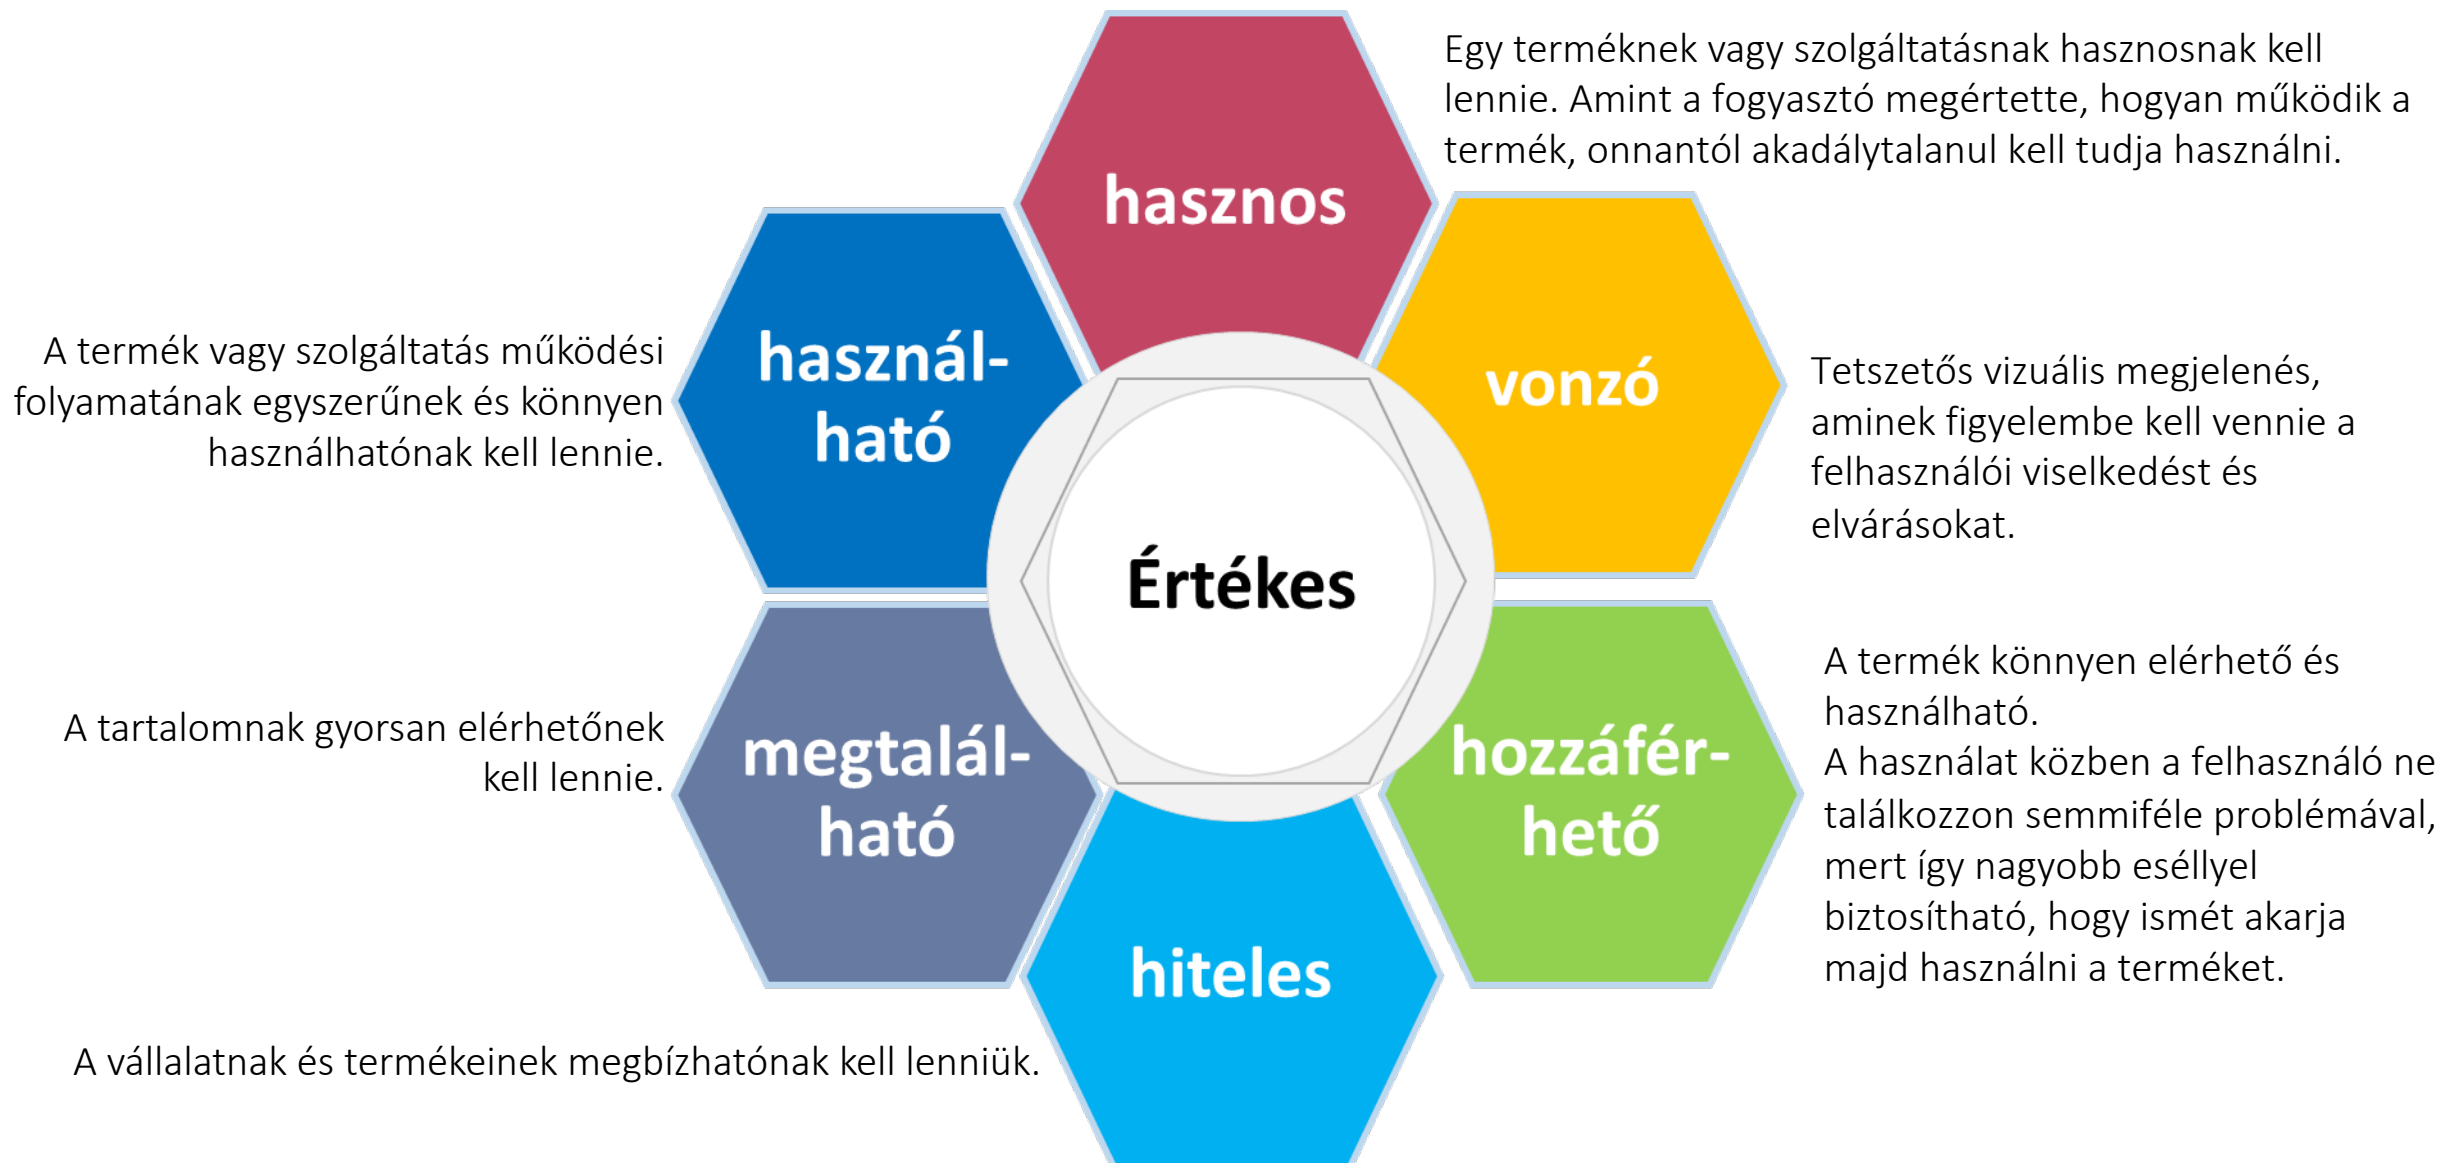 hasznos
Egy terméknek vagy szolgáltatásnak hasznosnak kell
lennie. Amint a fogyasztó megértette, hogyan működik a
termék, onnantól akadálytalanul kell tudja használni.
vonzó
Tetszetős vizuális megjelenés,
aminek figyelembe kell vennie a
felhasználói viselkedést és
elvárásokat.
hozzáfér-
hető
A termék könnyen elérhető és
használható.
A használat közben a felhasználó ne
találkozzon semmiféle problémával,
mert így nagyobb eséllyel
biztosítható, hogy ismét akarja
majd használni a terméket.
hiteles
A vállalatnak és termékeinek megbízhatónak kell lenniük.
megtalál-
ható
A tartalomnak gyorsan elérhetőnek
kell lennie.
használ-
ható
A termék vagy szolgáltatás működési
folyamatának egyszerűnek és könnyen
használhatónak kell lennie.
Értékes